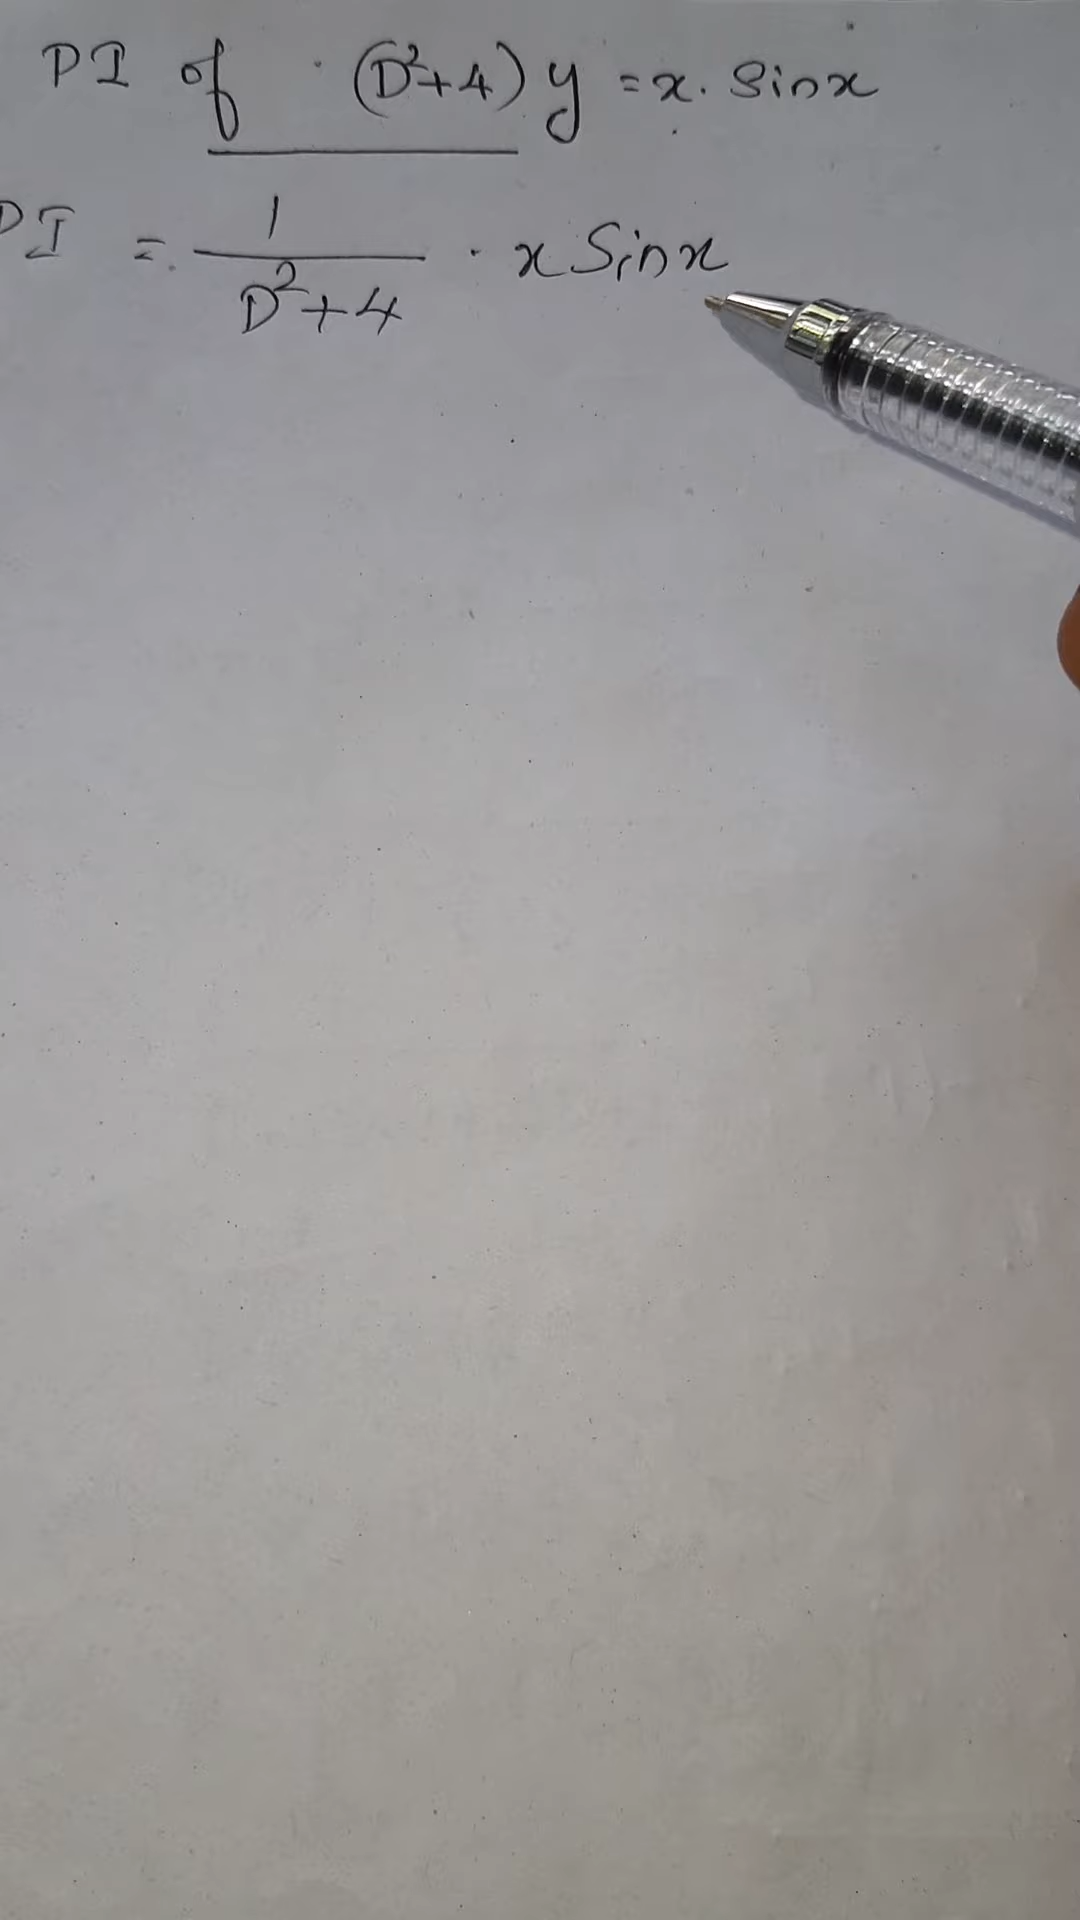 PI of (D²+4) y = x. Sinx
PI = 1/(D²+4) · x Sinx